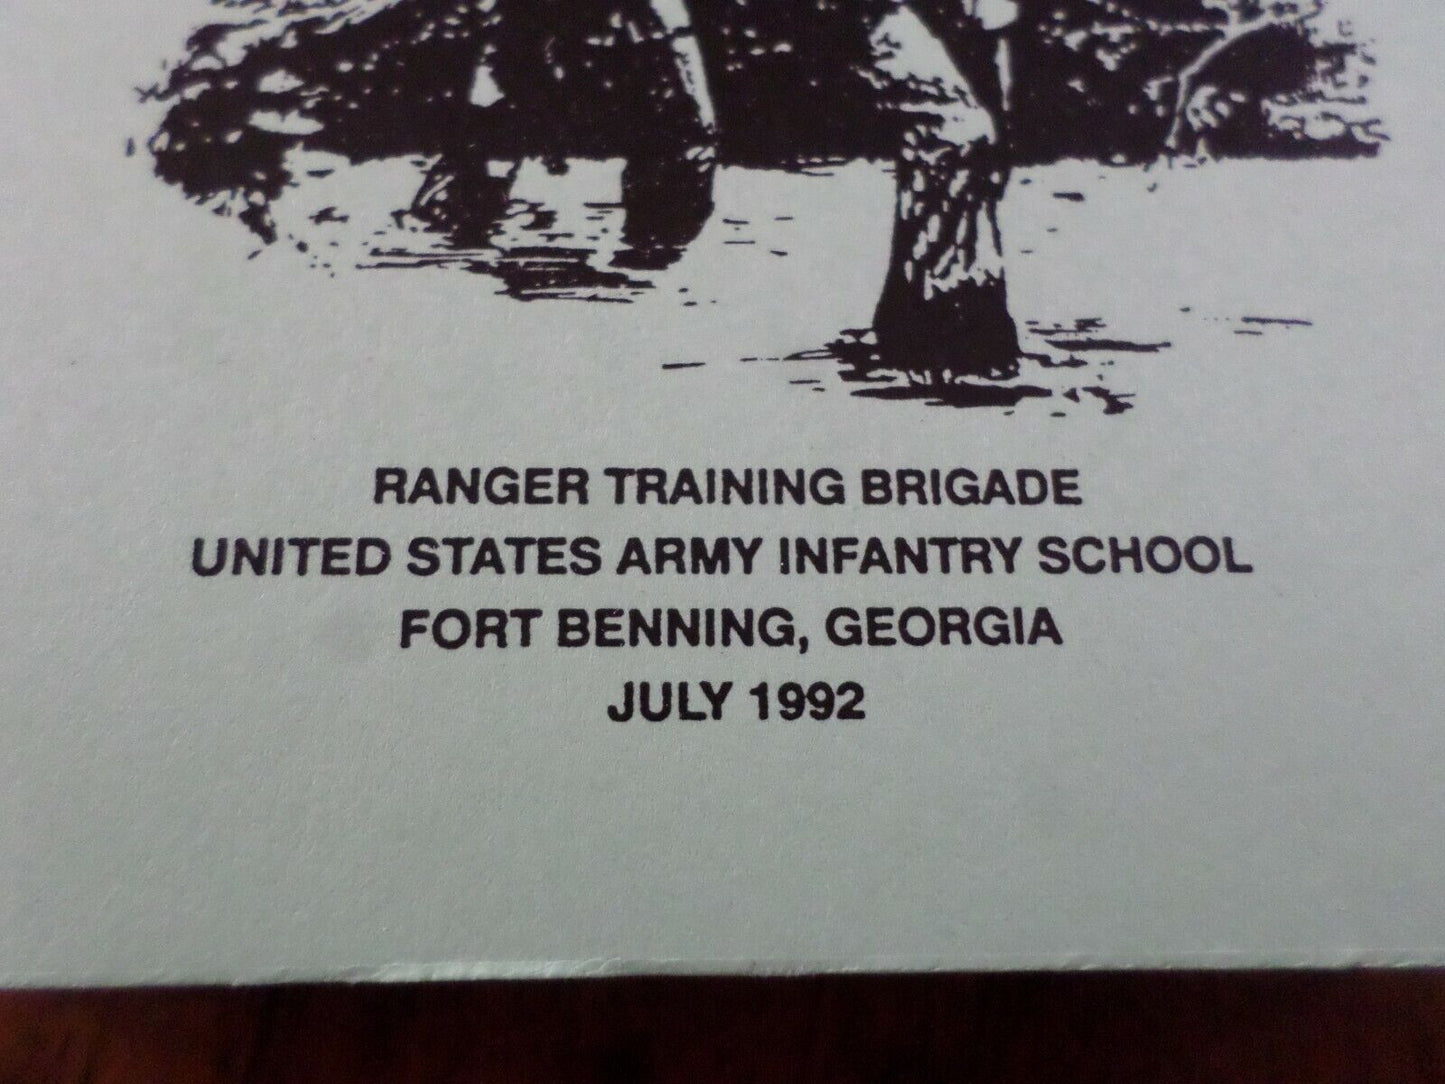 RANGER TRAINING BRIGADE
UNITED STATES ARMY INFANTRY SCHOOL
FORT BENNING, GEORGIA
JULY 1992